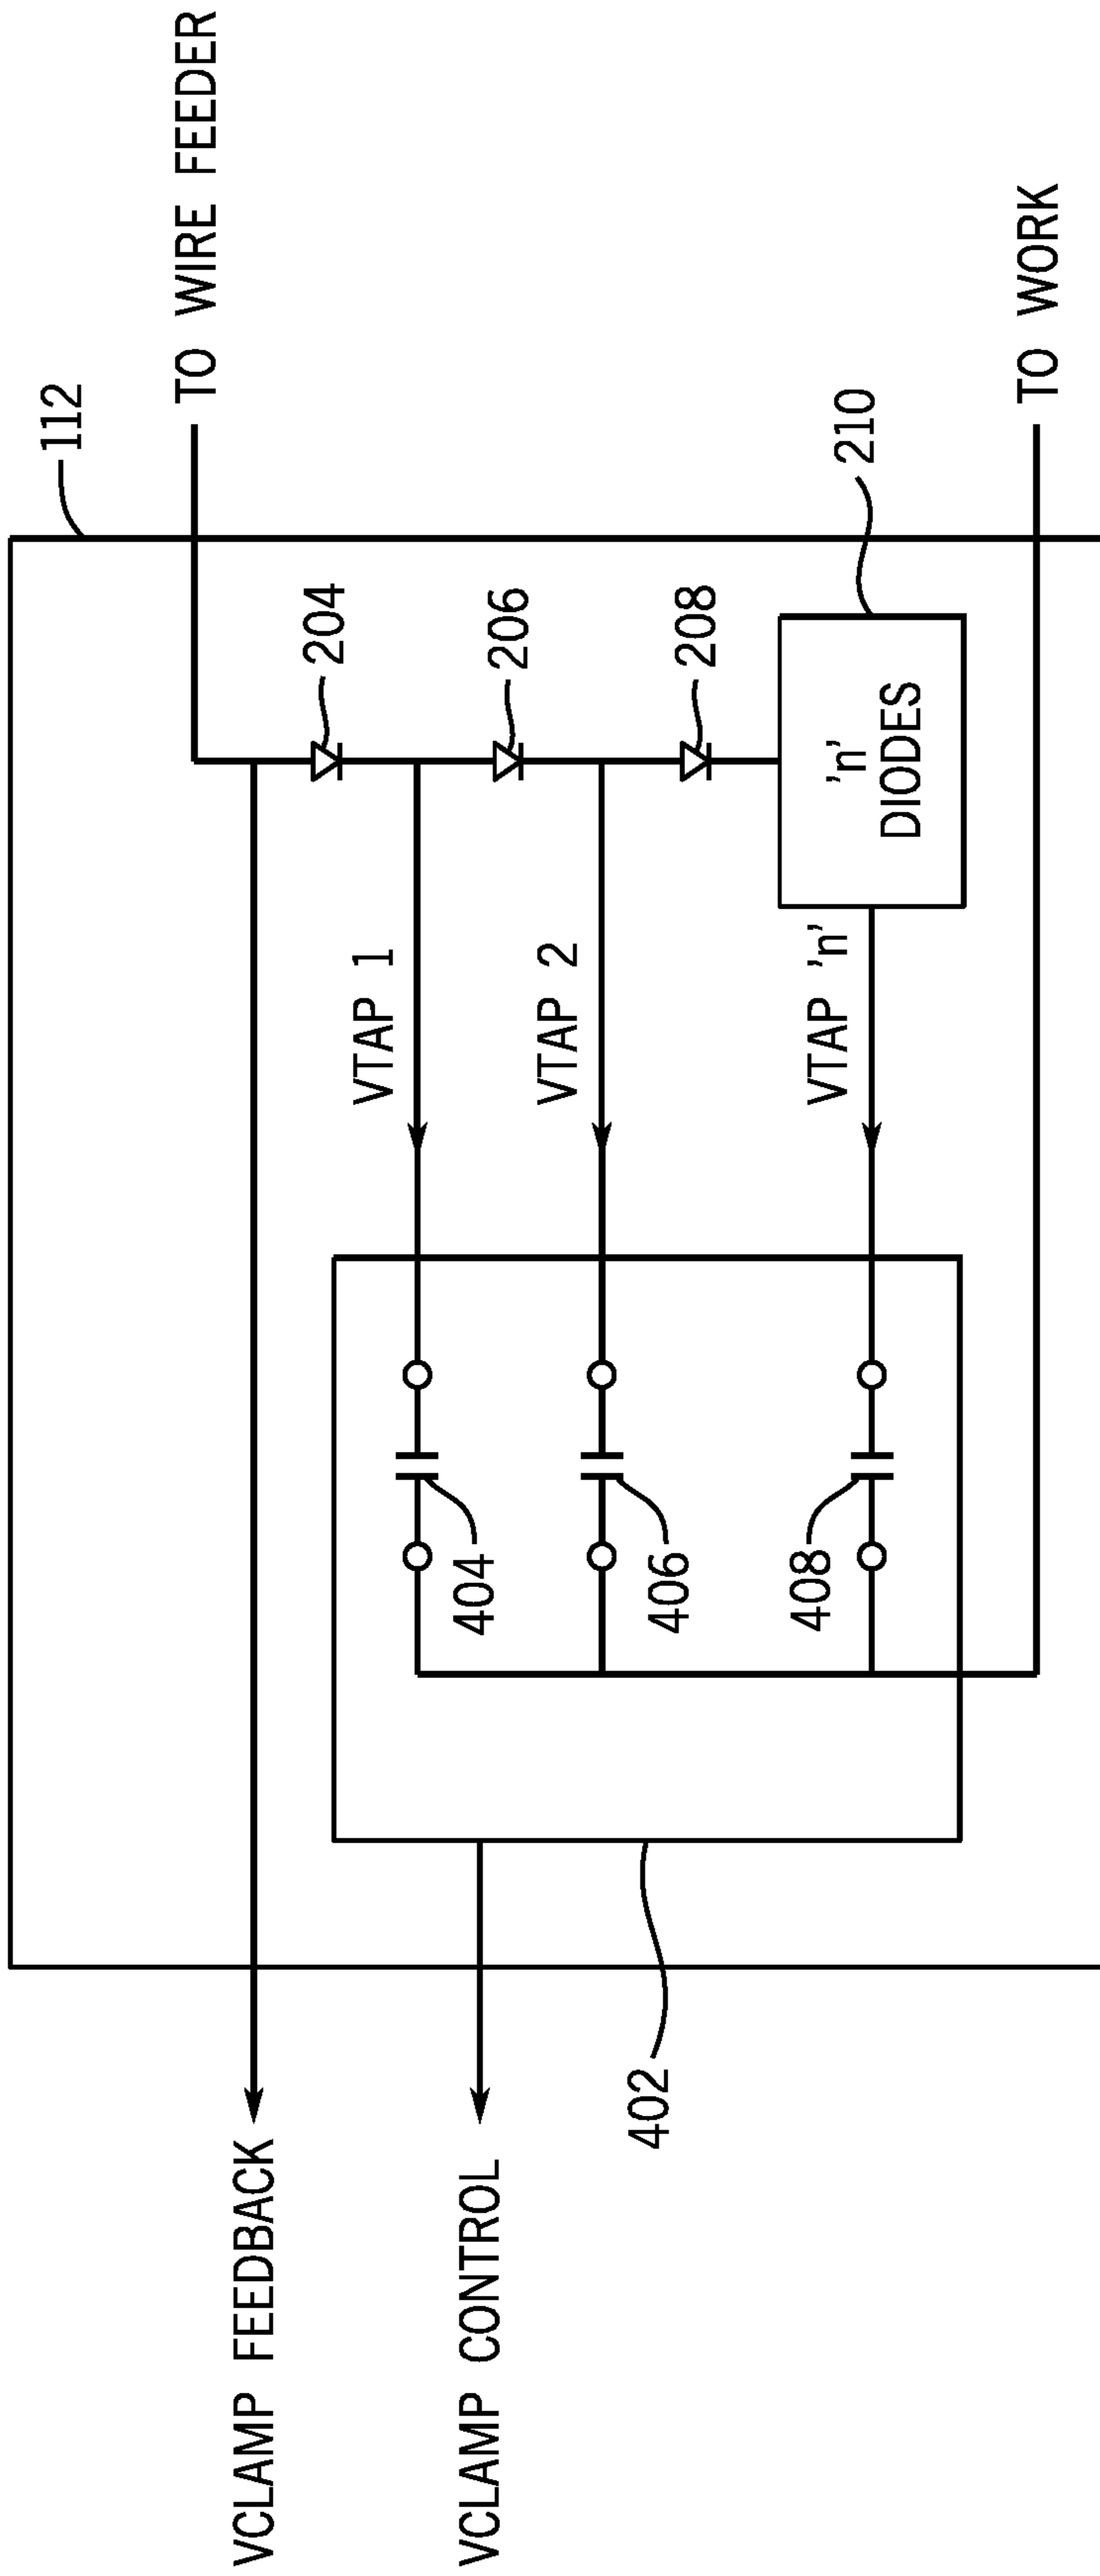 112
TO WIRE FEEDER
204
206
208
VTAP 1
VTAP 2
VTAP 'n'
'n'
DIODES
210
TO WORK
404
406
408
402
VCLAMP FEEDBACK
VCLAMP CONTROL